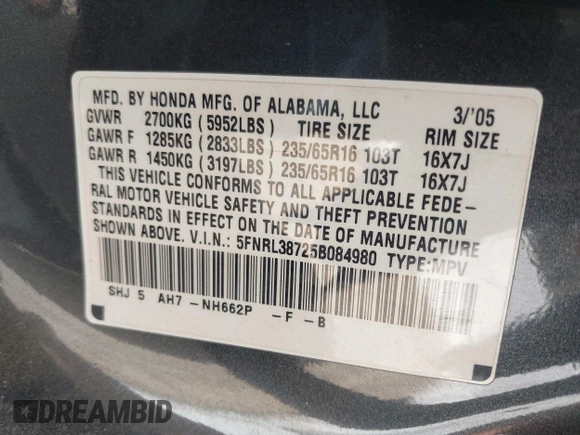 MFD. BY HONDA MFG. OF ALABAMA, LLC 3/'05
GVWR 2700KG (5952LBS) TIRE SIZE RIM SIZE
GAWR F 1285KG (2833LBS) 235/65R16 103T 16X7J
GAWR R 1450KG (3197LBS) 235/65R16 103T 16X7J
THIS VEHICLE CONFORMS TO ALL APPLICABLE FEDE-
RAL MOTOR VEHICLE SAFETY AND THEFT PREVENTION
STANDARDS IN EFFECT ON THE DATE OF MANUFACTURE
SHOWN ABOVE. V.I.N.: 5FNRL38725B084980 TYPE:MPV
SHJ 5 AH7 -NH662P -F -B
DREAMBID